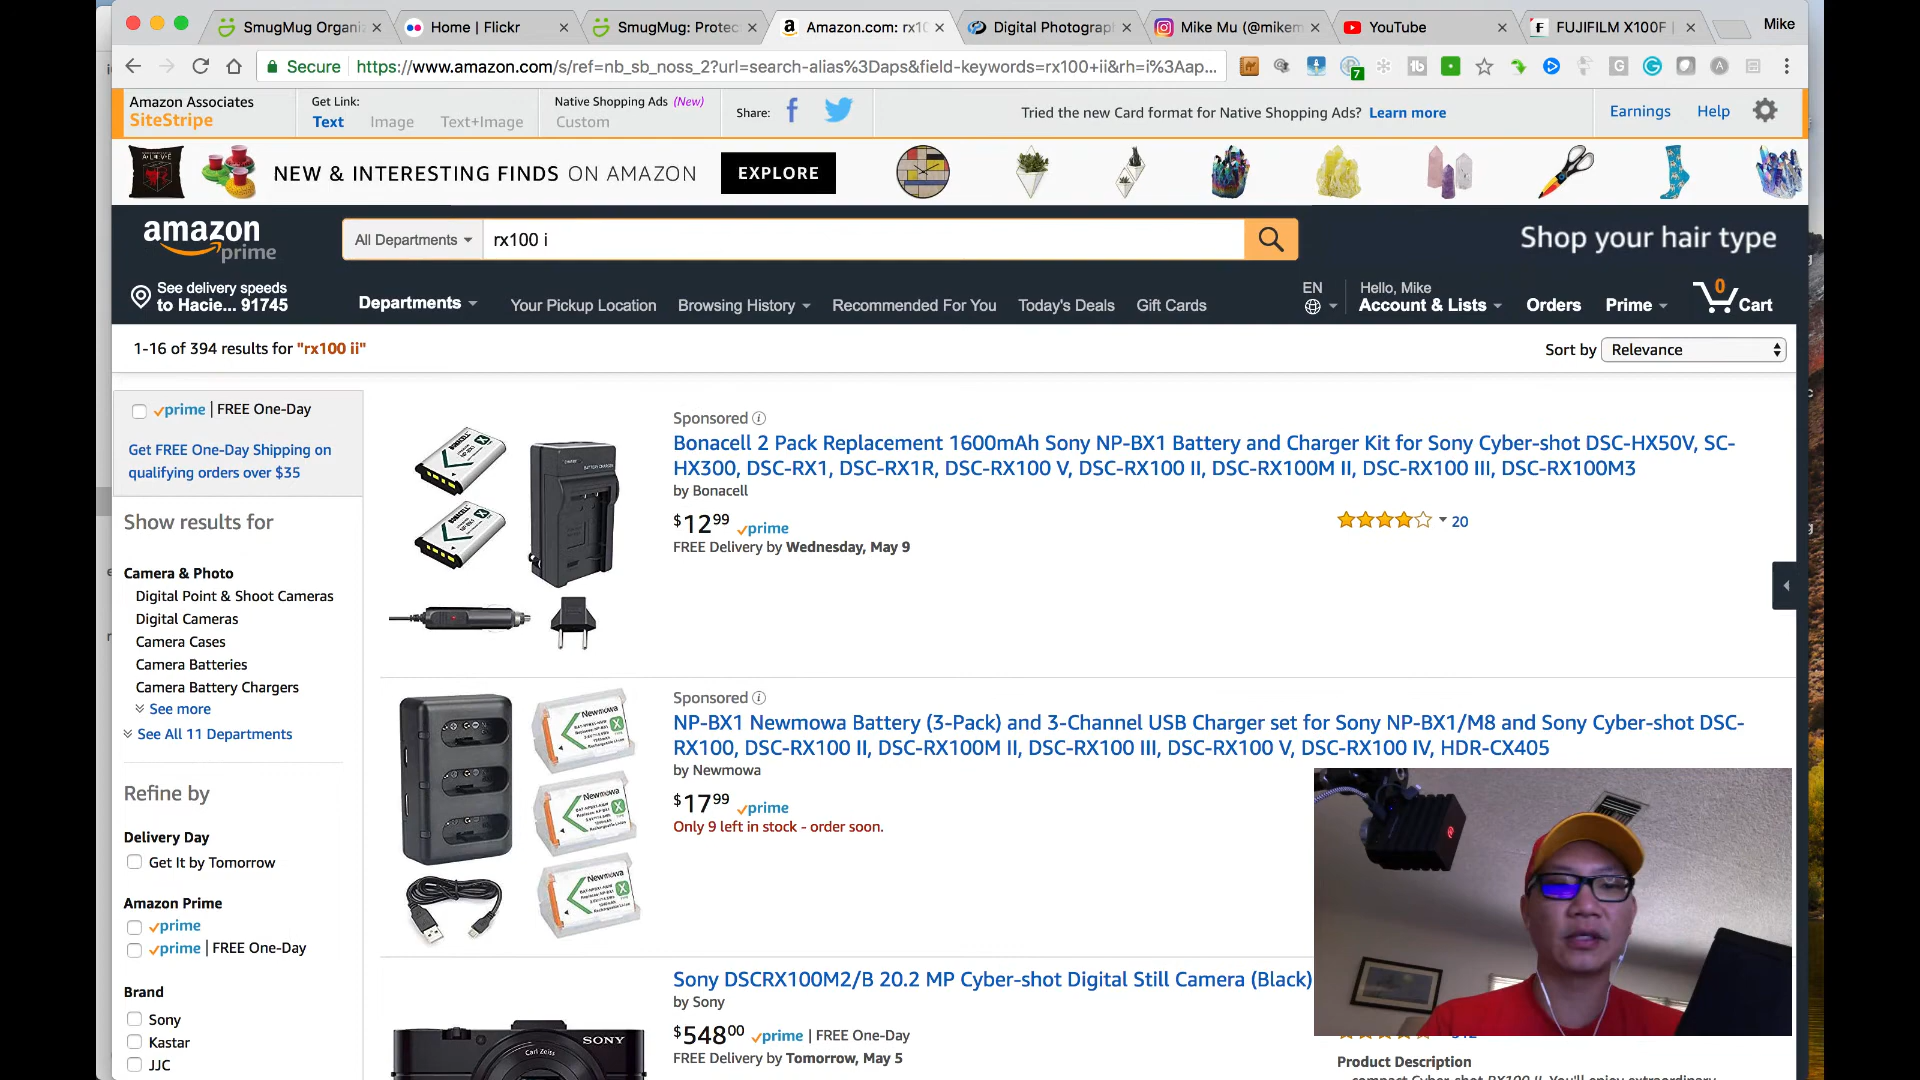 SmugMug Organi
Home | Flickr
SmugMug: Protec
Amazon.com: rx10
Digital Photograp
Mike Mu (@mikem
YouTube
FUJIFILM X100F |
Mike
Secure
https://www.amazon.com/s/ref=nb_sb_noss_2?url=search-alias%3Daps&field-keywords=rx100+ii&rh=i%3Aap...
Amazon Associates
SiteStripe
Get Link:
Text Image Text+Image
Native Shopping Ads (New)
Custom
Share:
Tried the new Card format for Native Shopping Ads? Learn more
Earnings
Help
NEW & INTERESTING FINDS ON AMAZON
EXPLORE
amazon
prime
All Departments
rx100 i
Shop your hair type
See delivery speeds
to Hacie... 91745
Departments
Your Pickup Location
Browsing History
Recommended For You
Today's Deals
Gift Cards
EN
Hello, Mike
Account & Lists
Orders
Prime
0
Cart
1-16 of 394 results for "rx100 ii"
Sort by Relevance
prime | FREE One-Day
Get FREE One-Day Shipping on
qualifying orders over $35
Show results for
Camera & Photo
Digital Point & Shoot Cameras
Digital Cameras
Camera Cases
Camera Batteries
Camera Battery Chargers
See more
See All 11 Departments
Refine by
Delivery Day
Get It by Tomorrow
Amazon Prime
prime
prime | FREE One-Day
Brand
Sony
Kastar
JJC
Sponsored
Bonacell 2 Pack Replacement 1600mAh Sony NP-BX1 Battery and Charger Kit for Sony Cyber-shot DSC-HX50V, SC-
HX300, DSC-RX1, DSC-RX1R, DSC-RX100 V, DSC-RX100 II, DSC-RX100M II, DSC-RX100 III, DSC-RX100M3
by Bonacell
$12 99 prime
FREE Delivery by Wednesday, May 9
20
Sponsored
NP-BX1 Newmowa Battery (3-Pack) and 3-Channel USB Charger set for Sony NP-BX1/M8 and Sony Cyber-shot DSC-
RX100, DSC-RX100 II, DSC-RX100M II, DSC-RX100 III, DSC-RX100 V, DSC-RX100 IV, HDR-CX405
by Newmowa
$17 99 prime
Only 9 left in stock - order soon.
Newmowa
Newmowa
Newmowa
Sony DSCRX100M2/B 20.2 MP Cyber-shot Digital Still Camera (Black)
by Sony
$548 00 prime | FREE One-Day
FREE Delivery by Tomorrow, May 5
SONY
Carl Zeiss
Product Description